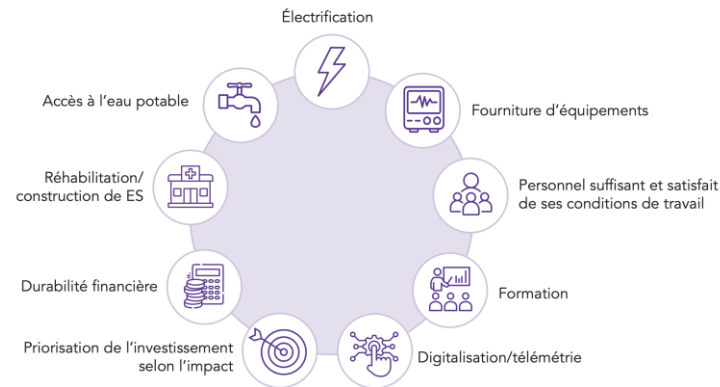 Électrification
Fourniture d’équipements
Personnel suffisant et satisfait
de ses conditions de travail
Formation
Digitalisation/télémétrie
Priorisation de l’investissement
selon l’impact
Durabilité financière
Réhabilitation/
construction de ES
Accès à l’eau potable